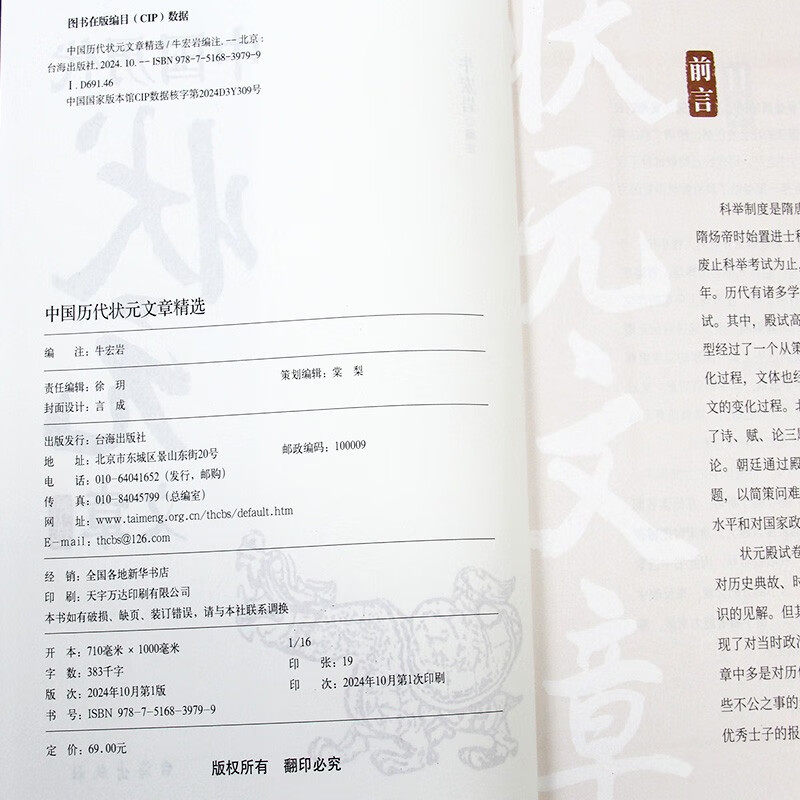 图书在版编目（CIP）数据
中国历代状元文章精选/牛宏岩编注.--北京：
台海出版社，2024.10.--ISBN 978-7-5168-3979-9
Ⅰ.D691.46
中国国家版本馆CIP数据核字第2024D3Y309号
中国历代状元文章精选
编 注：牛宏岩
责任编辑：徐 玥 策划编辑：棠 梨
封面设计：言 成
出版发行：台海出版社
地 址：北京市东城区景山东街20号 邮政编码：100009
电 话：010-64041652（发行，邮购）
传 真：010-84045799（总编室）
网 址：www.taimeng.org.cn/thcbs/default.htm
E-mail：thcbs@126.com
经 销：全国各地新华书店
印 刷：天宇万达印刷有限公司
本书如有破损、缺页、装订错误，请与本社联系调换
开 本：710毫米×1000毫米 1/16
字 数：383千字 印 张：19
版 次：2024年10月第1版 印 次：2024年10月第1次印刷
书 号：ISBN 978-7-5168-3979-9
定 价：69.00元
版权所有 翻印必究
状元文章
前言
科举制度是隋唐
隋炀帝时始置进士科
废止科举考试为止，
年。历代有诸多学
试。其中，殿试高
型经过了一个从策
化过程，文体也经
文的变化过程。北
了诗、赋、论三题
论。朝廷通过殿
题，以简策问难
水平和对国家政
状元殿试卷
对历史典故、时
识的见解。但其
现了对当时政治
章中多是对历代
些不公之事的
优秀士子的报